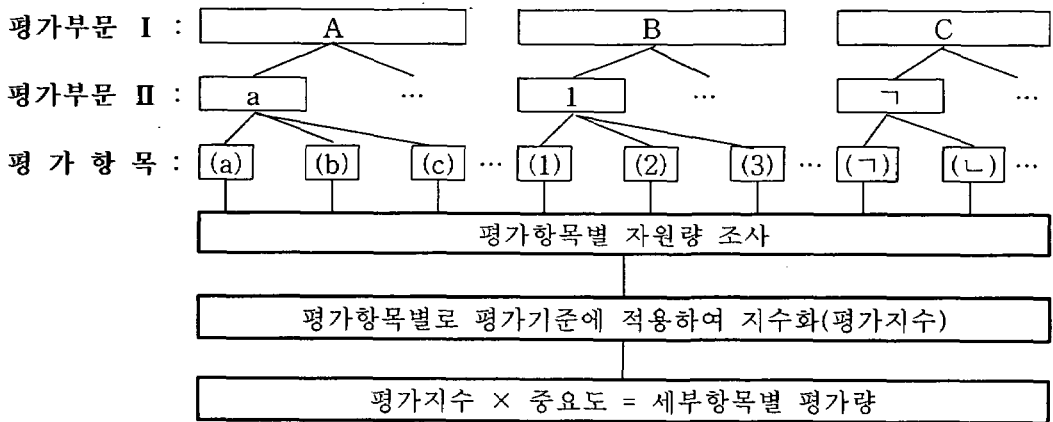 평가부문 Ⅰ : A B C
평가부문 Ⅱ : a … 1 … ㄱ …
평 가 항 목 : (a) (b) (c) … (1) (2) (3) … (ㄱ) (ㄴ) …
평가항목별 자원량 조사
평가항목별로 평가기준에 적용하여 지수화(평가지수)
평가지수 × 중요도 = 세부항목별 평가량